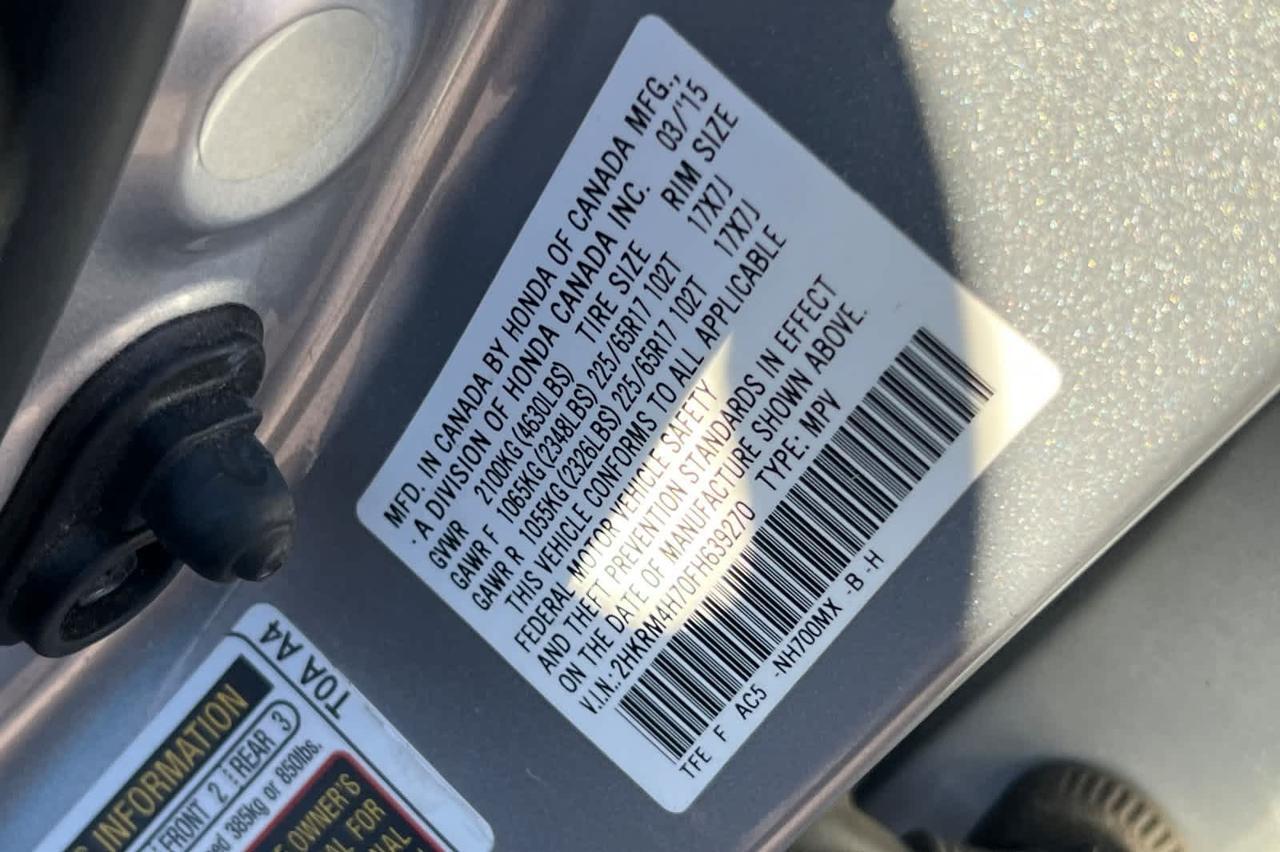 MFD. IN CANADA BY HONDA OF CANADA MFG.,
- A DIVISION OF HONDA CANADA INC. 03/'15
GVWR 2100KG (4630LBS) TIRE SIZE RIM SIZE
GAWR F 1065KG (2348LBS) 225/65R17 102T 17X7J
GAWR R 1055KG (2326LBS) 225/65R17 102T 17X7J
THIS VEHICLE CONFORMS TO ALL APPLICABLE
FEDERAL MOTOR VEHICLE SAFETY
AND THEFT PREVENTION STANDARDS IN EFFECT
ON THE DATE OF MANUFACTURE SHOWN ABOVE.
V.I.N.:2HKRM4H70FH639270 TYPE: MPV
TFE F AC5 -NH700MX -B -H
T0A A4
INFORMATION
FRONT 2 REAR 3
385kg or 850lbs.
OWNER'S
FOR